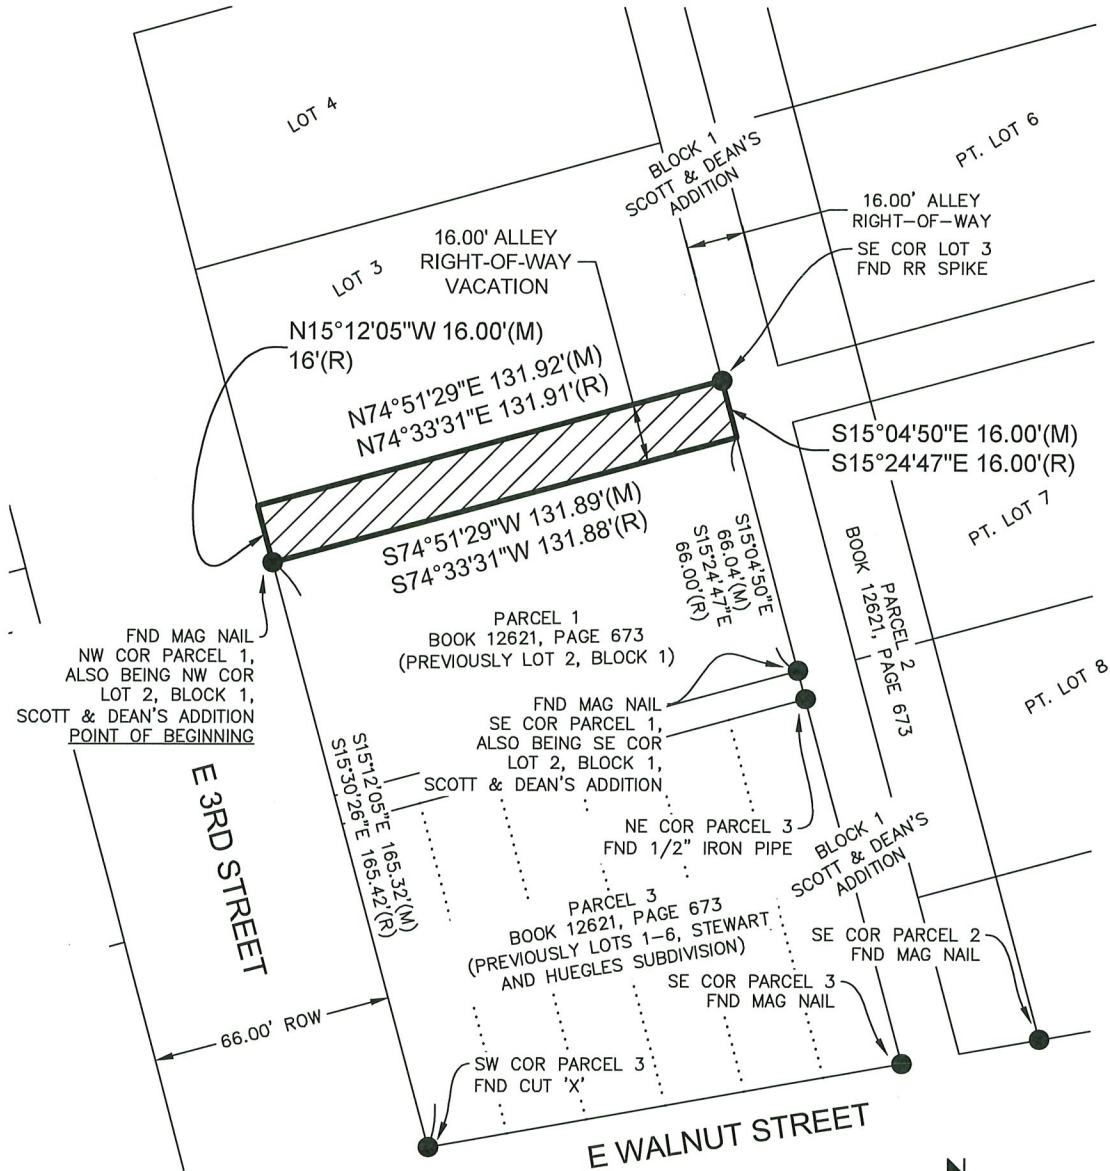 LOT 4
BLOCK 1
SCOTT & DEAN'S
ADDITION
PT. LOT 6
16.00' ALLEY
RIGHT-OF-WAY
SE COR LOT 3
FND RR SPIKE
16.00' ALLEY
RIGHT-OF-WAY
VACATION
LOT 3
N15°12'05"W 16.00'(M)
16'(R)
N74°51'29"E 131.92'(M)
N74°33'31"E 131.91'(R)
S15°04'50"E 16.00'(M)
S15°24'47"E 16.00'(R)
S74°51'29"W 131.89'(M)
S74°33'31"W 131.88'(R)
PT. LOT 7
S15°04'50"E
66.04'(M)
S15°24'47"E
66.00'(R)
BOOK 12621, PAGE 673
PARCEL 2
PARCEL 1
BOOK 12621, PAGE 673
(PREVIOUSLY LOT 2, BLOCK 1)
FND MAG NAIL
NW COR PARCEL 1,
ALSO BEING NW COR
LOT 2, BLOCK 1,
SCOTT & DEAN'S ADDITION
POINT OF BEGINNING
PT. LOT 8
FND MAG NAIL
SE COR PARCEL 1,
ALSO BEING SE COR
LOT 2, BLOCK 1,
SCOTT & DEAN'S ADDITION
S15°12'05"E 165.32'(M)
S15°30'26"E 165.42'(R)
E 3RD STREET
NE COR PARCEL 3
FND 1/2" IRON PIPE
BLOCK 1
SCOTT & DEAN'S
ADDITION
PARCEL 3
BOOK 12621, PAGE 673
(PREVIOUSLY LOTS 1-6, STEWART
AND HUEGLES SUBDIVISION)
SE COR PARCEL 2
FND MAG NAIL
SE COR PARCEL 3
FND MAG NAIL
66.00' ROW
SW COR PARCEL 3
FND CUT 'X'
E WALNUT STREET